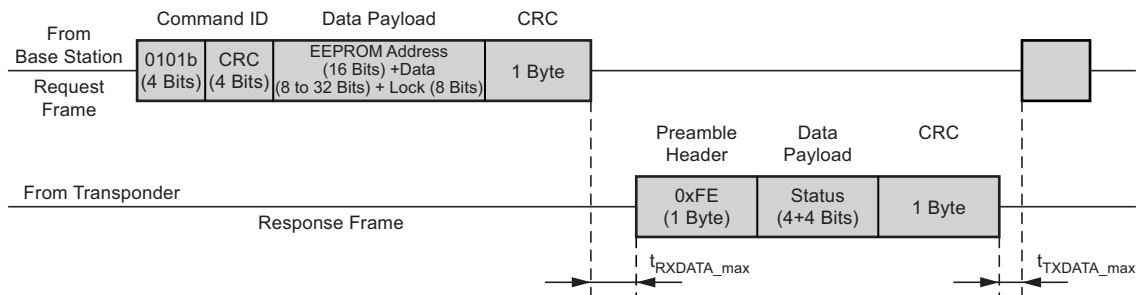 Command ID
Data Payload
CRC
From
Base Station
Request
Frame
0101b
(4 Bits)
CRC
(4 Bits)
EEPROM Address
(16 Bits) +Data
(8 to 32 Bits) + Lock (8 Bits)
1 Byte
Preamble
Header
Data
Payload
CRC
From Transponder
Response Frame
0xFE
(1 Byte)
Status
(4+4 Bits)
1 Byte
tRXDATA_max
tTXDATA_max